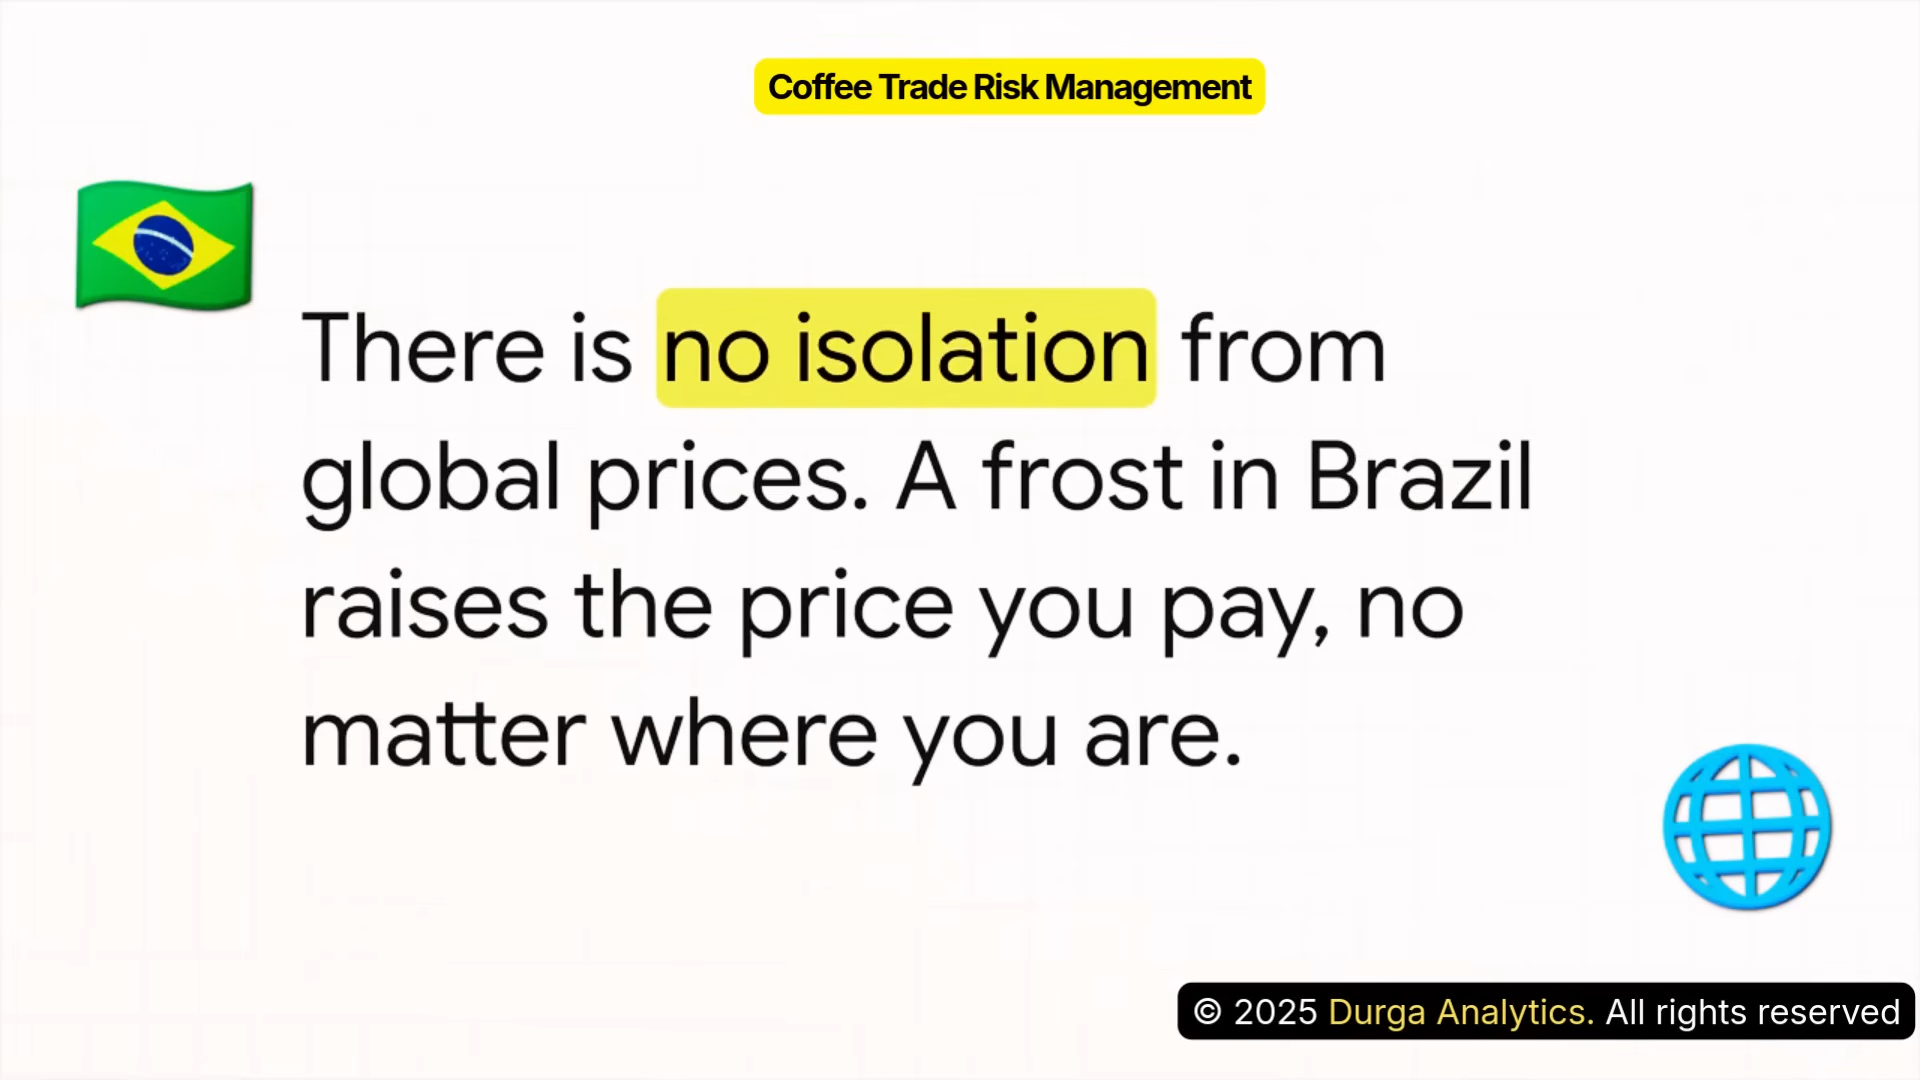 Coffee Trade Risk Management
There is no isolation from
global prices. A frost in Brazil
raises the price you pay, no
matter where you are.
© 2025 Durga Analytics. All rights reserved